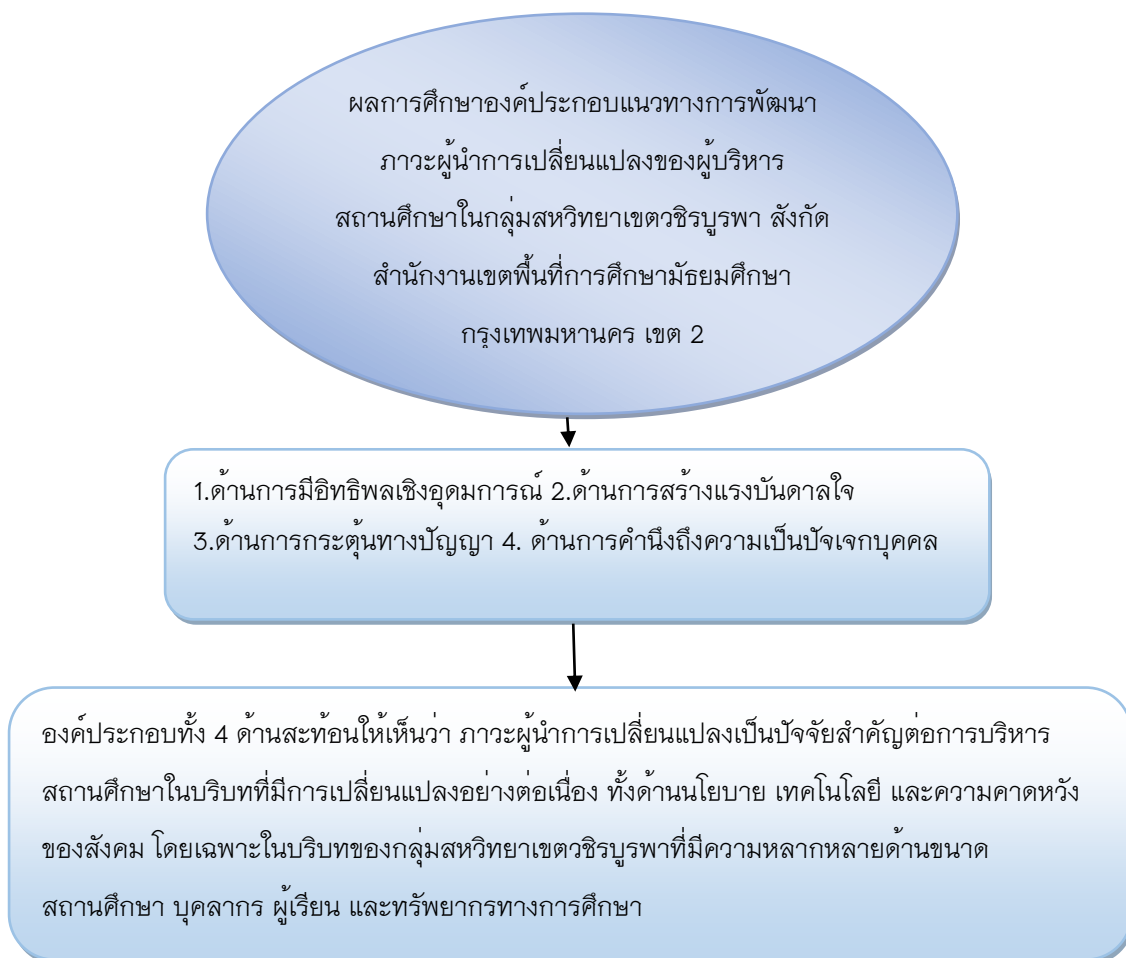 ผลการศึกษาองค์ประกอบแนวทางการพัฒนา
ภาวะผู้นำการเปลี่ยนแปลงของผู้บริหาร
สถานศึกษาในกลุ่มสหวิทยาเขตวชิรบูรพา สังกัด
สำนักงานเขตพื้นที่การศึกษามัธยมศึกษา
กรุงเทพมหานคร เขต 2
1.ด้านการมีอิทธิพลเชิงอุดมการณ์ 2.ด้านการสร้างแรงบันดาลใจ
3.ด้านการกระตุ้นทางปัญญา 4. ด้านการคำนึงถึงความเป็นปัจเจกบุคคล
องค์ประกอบทั้ง 4 ด้านสะท้อนให้เห็นว่า ภาวะผู้นำการเปลี่ยนแปลงเป็นปัจจัยสำคัญต่อการบริหาร
สถานศึกษาในบริบทที่มีการเปลี่ยนแปลงอย่างต่อเนื่อง ทั้งด้านนโยบาย เทคโนโลยี และความคาดหวัง
ของสังคม โดยเฉพาะในบริบทของกลุ่มสหวิทยาเขตวชิรบูรพาที่มีความหลากหลายด้านขนาด
สถานศึกษา บุคลากร ผู้เรียน และทรัพยากรทางการศึกษา